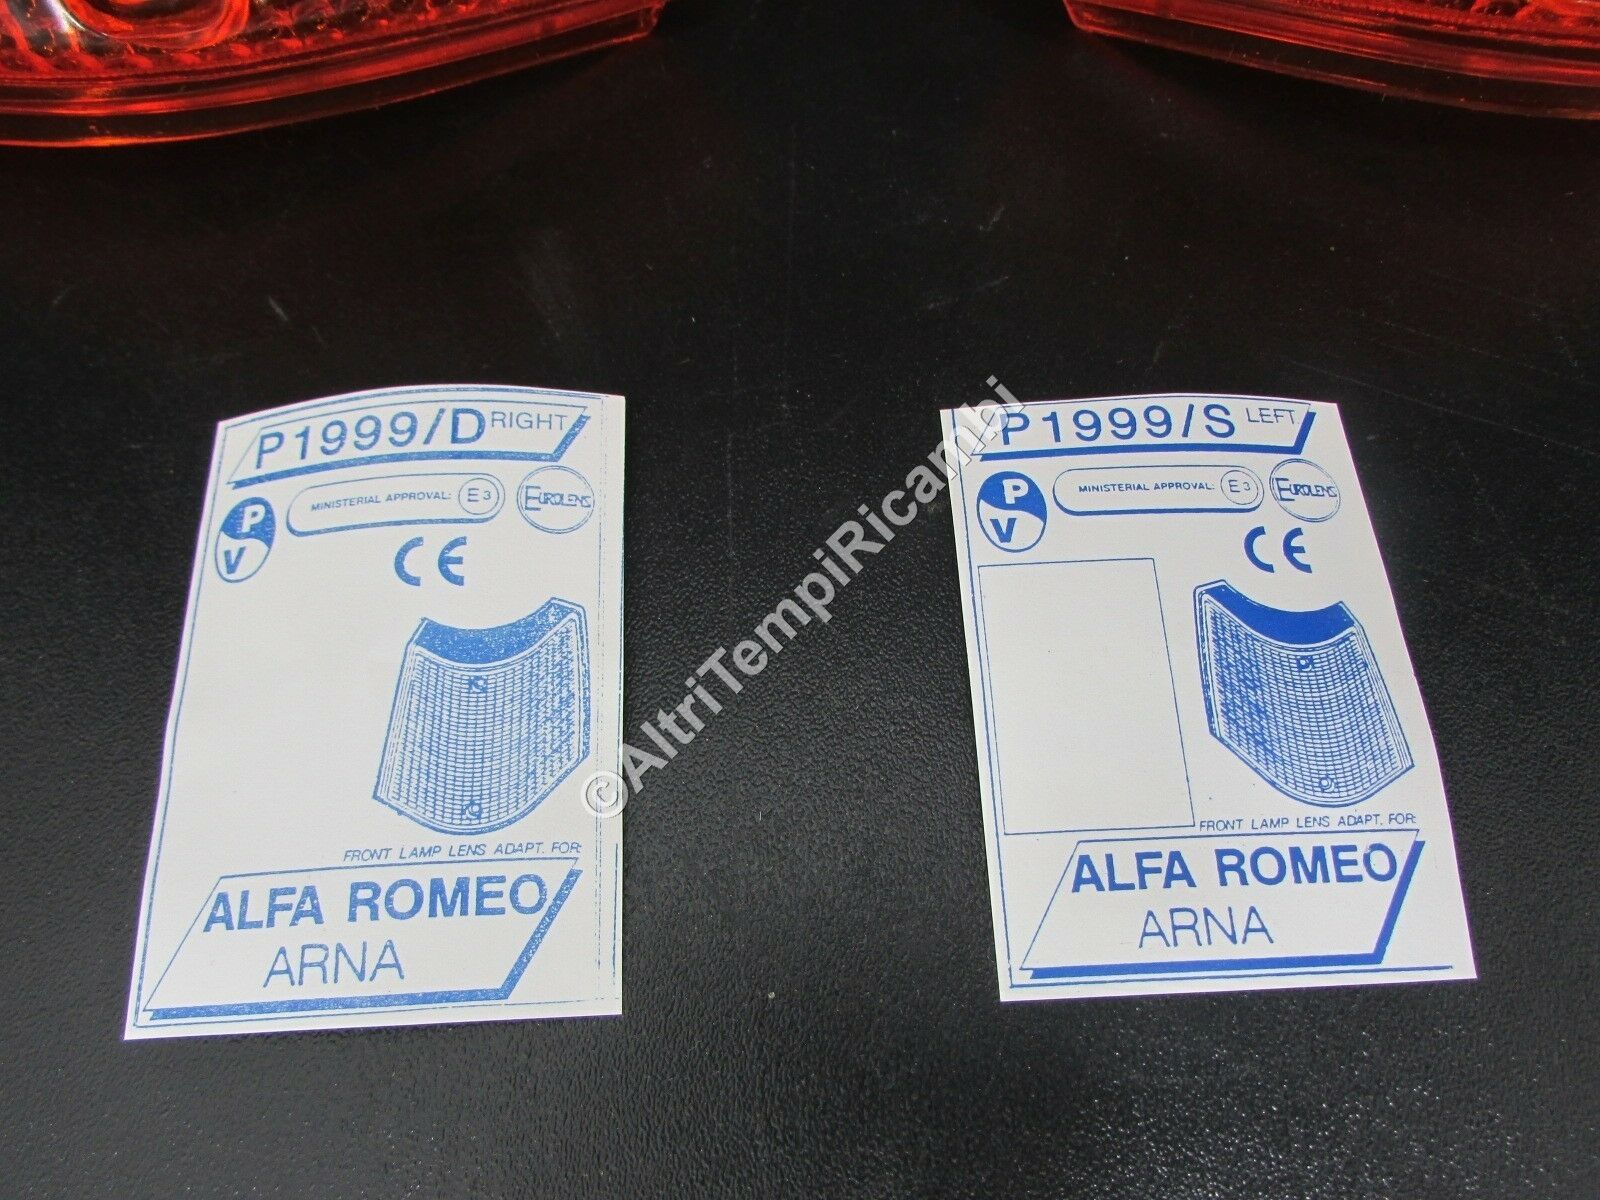 P1999/D RIGHT
P
V
MINISTERIAL APPROVAL: E3
EUROLENS
CE
FRONT LAMP LENS ADAPT. FOR:
ALFA ROMEO
ARNA
P1999/S LEFT
P
V
MINISTERIAL APPROVAL: E3
EUROLENS
CE
FRONT LAMP LENS ADAPT. FOR:
ALFA ROMEO
ARNA
©AltriTempiRicambi